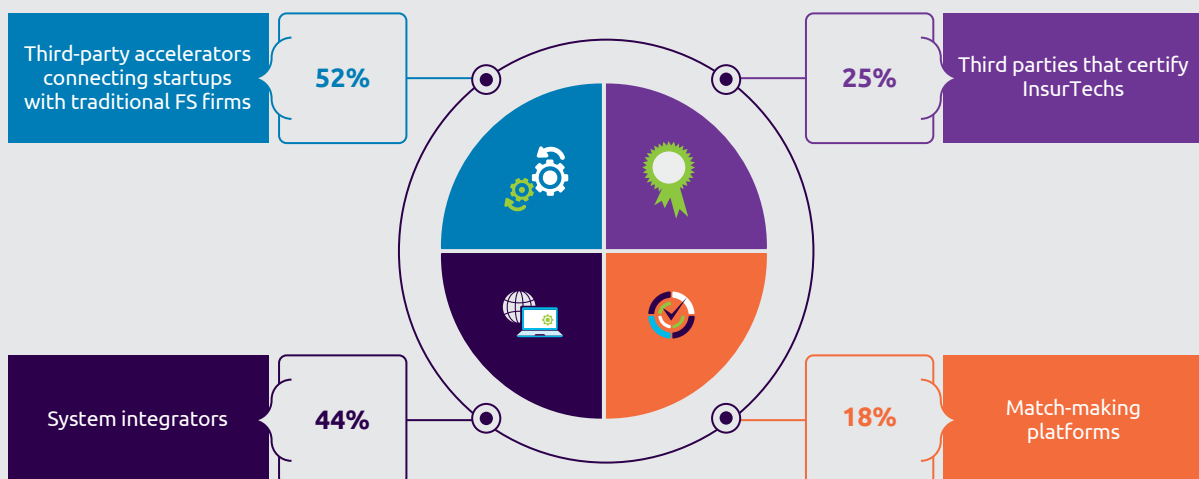 Third-party accelerators
connecting startups
with traditional FS firms
52%
25%
Third parties that certify
InsurTechs
System integrators
44%
18%
Match-making
platforms